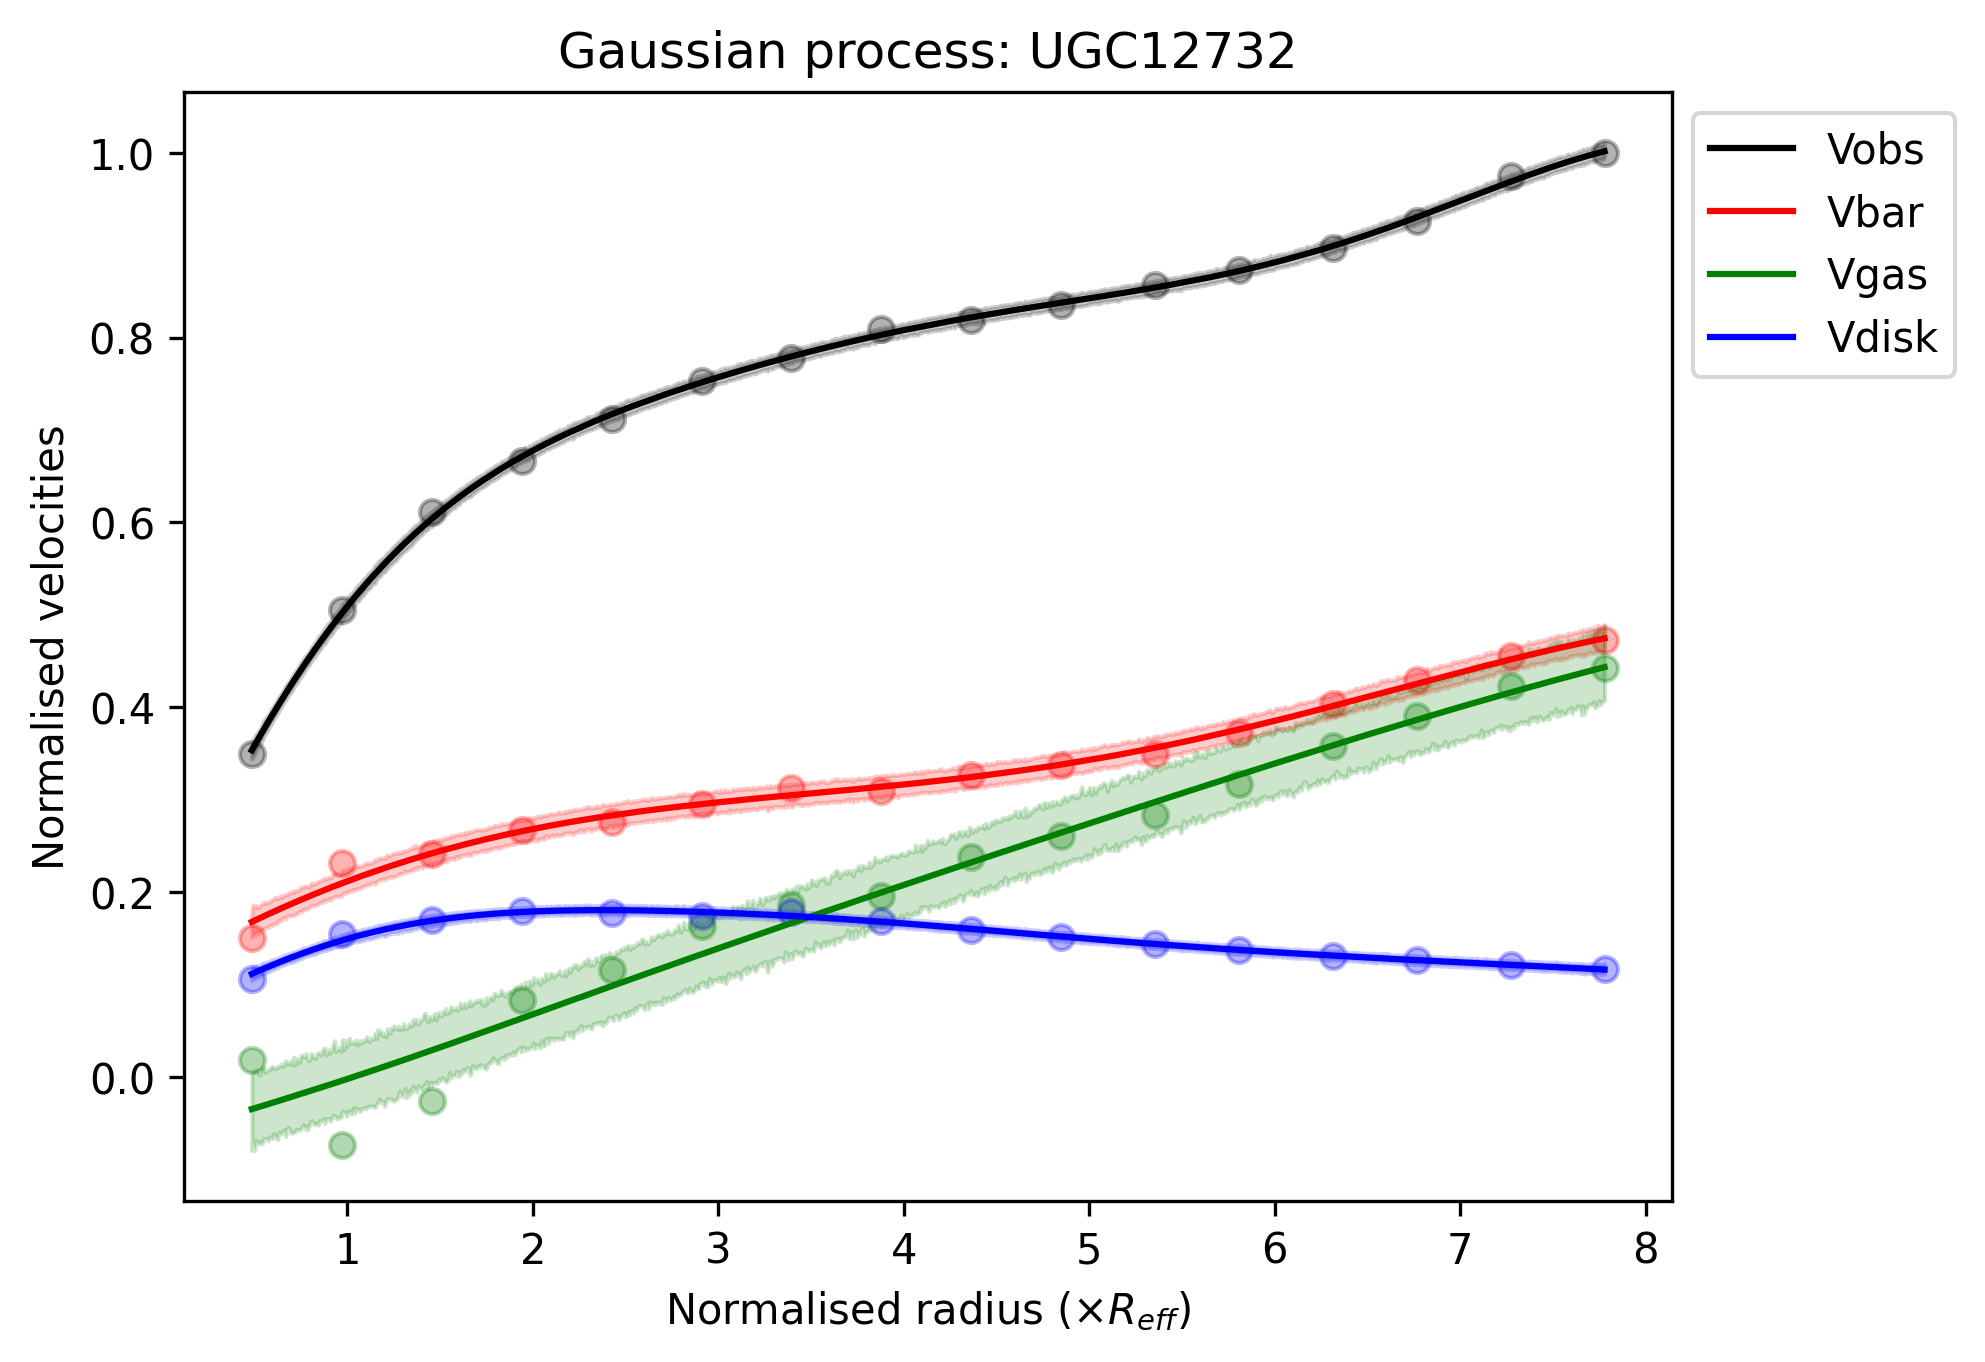 Gaussian process: UGC12732
Vobs
Vbar
Vgas
Vdisk
Normalised velocities
1.0
0.8
0.6
0.4
0.2
0.0
1 2 3 4 5 6 7 8
Normalised radius (×R_eff)